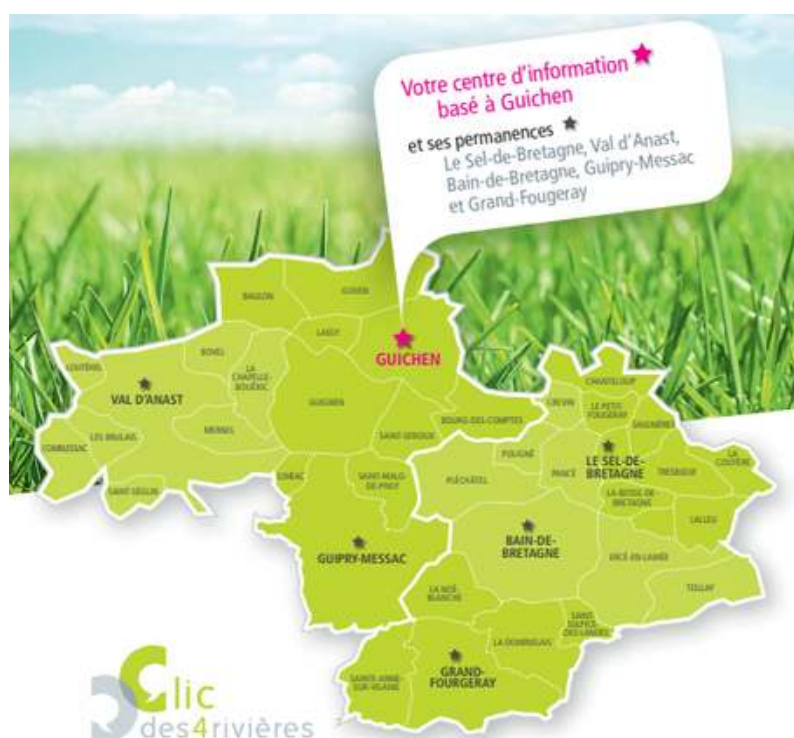 Votre centre d'information
basé à Guichen
et ses permanences
Le Sel-de-Bretagne, Val d'Anast,
Bain-de-Bretagne, Guipry-Messac
et Grand-Fougeray
BAULON
GOVEN
LASSY
GUICHEN
BOVEL
LA
CHAPELLE-
BOUËXIC
LOUTEHEL
VAL D'ANAST
GUIGNEN
CHANTELOUP
CREVIN
LE PETIT-
FOUGERAY
SAULNIÈRES
BOURG-DES-COMPTES
LES BRULAIS
MERNEL
SAINT-SENOUX
COMBLESSAC
POLIGNÉ
LE SEL-DE-
BRETAGNE
LA
COUYÈRE
TRESBŒUF
PANCÉ
PLÉCHÂTEL
LOHÉAC
SAINT-MALO-
DE-PHILY
SAINT-SÉGLIN
LA-BOSSE-DE-
BRETAGNE
LALLEU
GUIPRY-MESSAC
BAIN-DE-
BRETAGNE
ERCÉ-EN-LAMÉE
TEILLAY
LA NOË-
BLANCHE
SAINT-
SULPICE-
DES-LANDES
LA DOMINELAIS
GRAND-
FOURGERAY
SAINTE-ANNE-
SUR-VILAINE
Clic
des4rivières